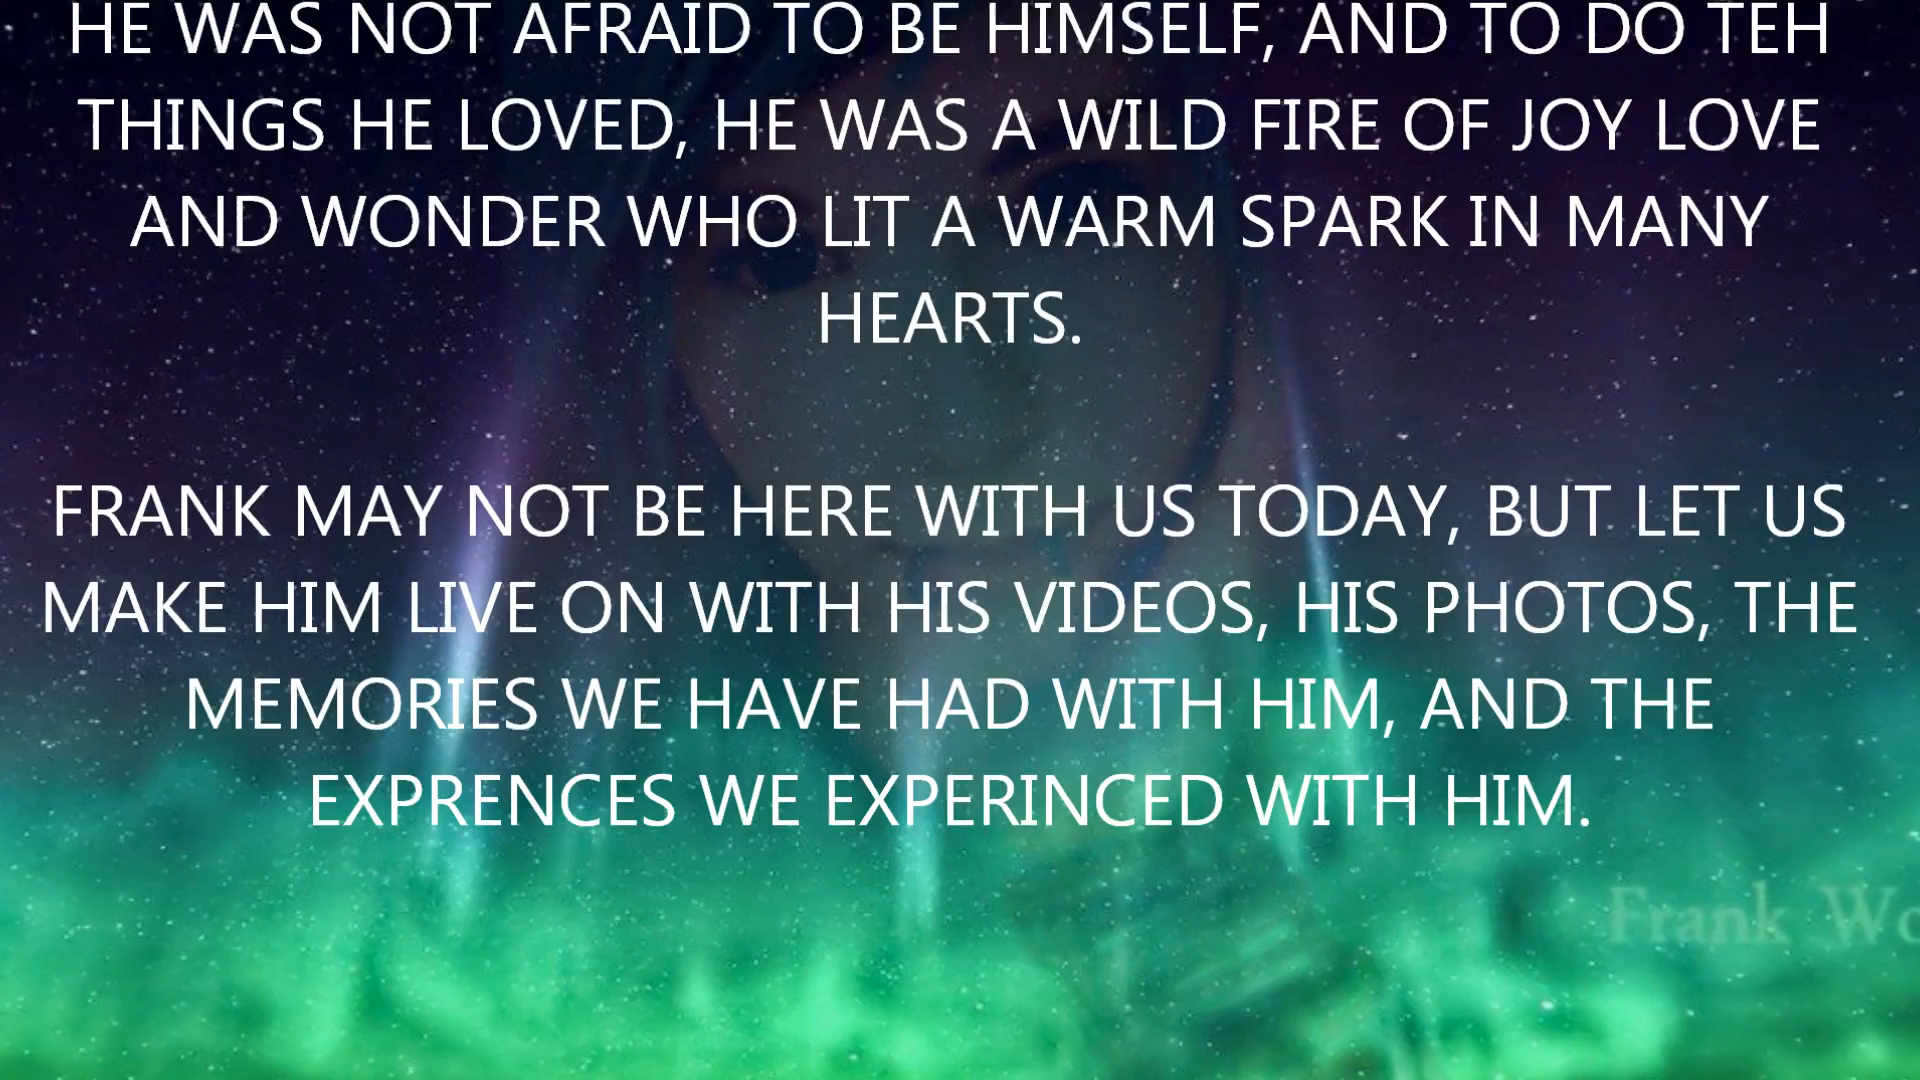 HE WAS NOT AFRAID TO BE HIMSELF, AND TO DO TEH
THINGS HE LOVED, HE WAS A WILD FIRE OF JOY LOVE
AND WONDER WHO LIT A WARM SPARK IN MANY
HEARTS.
FRANK MAY NOT BE HERE WITH US TODAY, BUT LET US
MAKE HIM LIVE ON WITH HIS VIDEOS, HIS PHOTOS, THE
MEMORIES WE HAVE HAD WITH HIM, AND THE
EXPRENCES WE EXPERINCED WITH HIM.
Frank